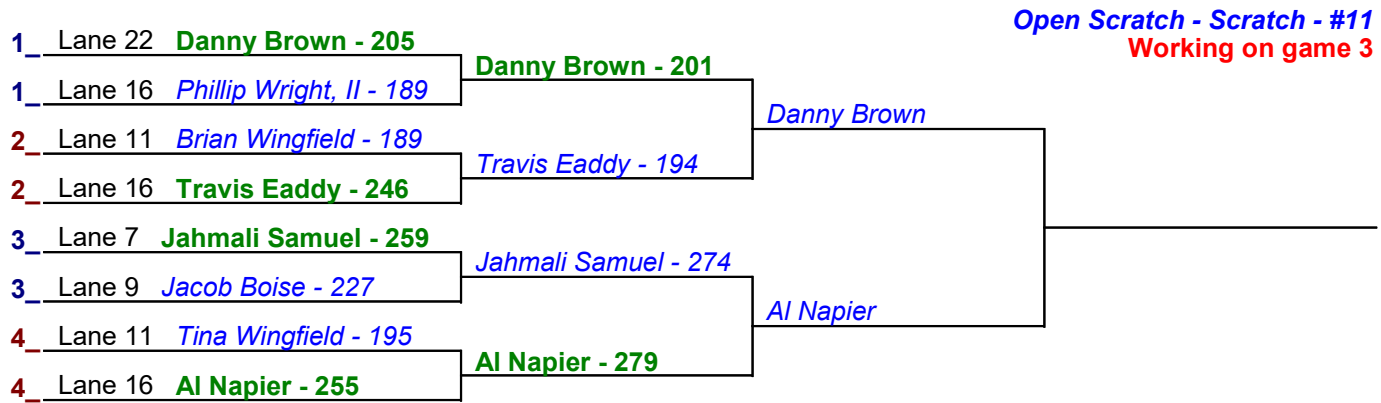 Open Scratch - Scratch - #11
Working on game 3
1_ Lane 22 Danny Brown - 205
Danny Brown - 201
1_ Lane 16 Phillip Wright, II - 189
Danny Brown
2_ Lane 11 Brian Wingfield - 189
Travis Eaddy - 194
2_ Lane 16 Travis Eaddy - 246
3_ Lane 7 Jahmali Samuel - 259
Jahmali Samuel - 274
3_ Lane 9 Jacob Boise - 227
Al Napier
4_ Lane 11 Tina Wingfield - 195
Al Napier - 279
4_ Lane 16 Al Napier - 255